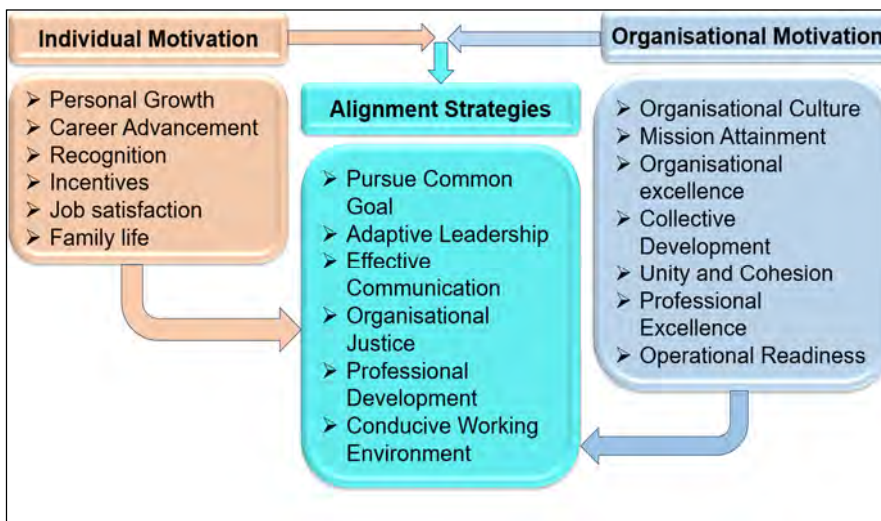 Individual Motivation
➢ Personal Growth
➢ Career Advancement
➢ Recognition
➢ Incentives
➢ Job satisfaction
➢ Family life
Alignment Strategies
➢ Pursue Common
Goal
➢ Adaptive Leadership
➢ Effective
Communication
➢ Organisational
Justice
➢ Professional
Development
➢ Conducive Working
Environment
Organisational Motivation
➢ Organisational Culture
➢ Mission Attainment
➢ Organisational
excellence
➢ Collective
Development
➢ Unity and Cohesion
➢ Professional
Excellence
➢ Operational Readiness